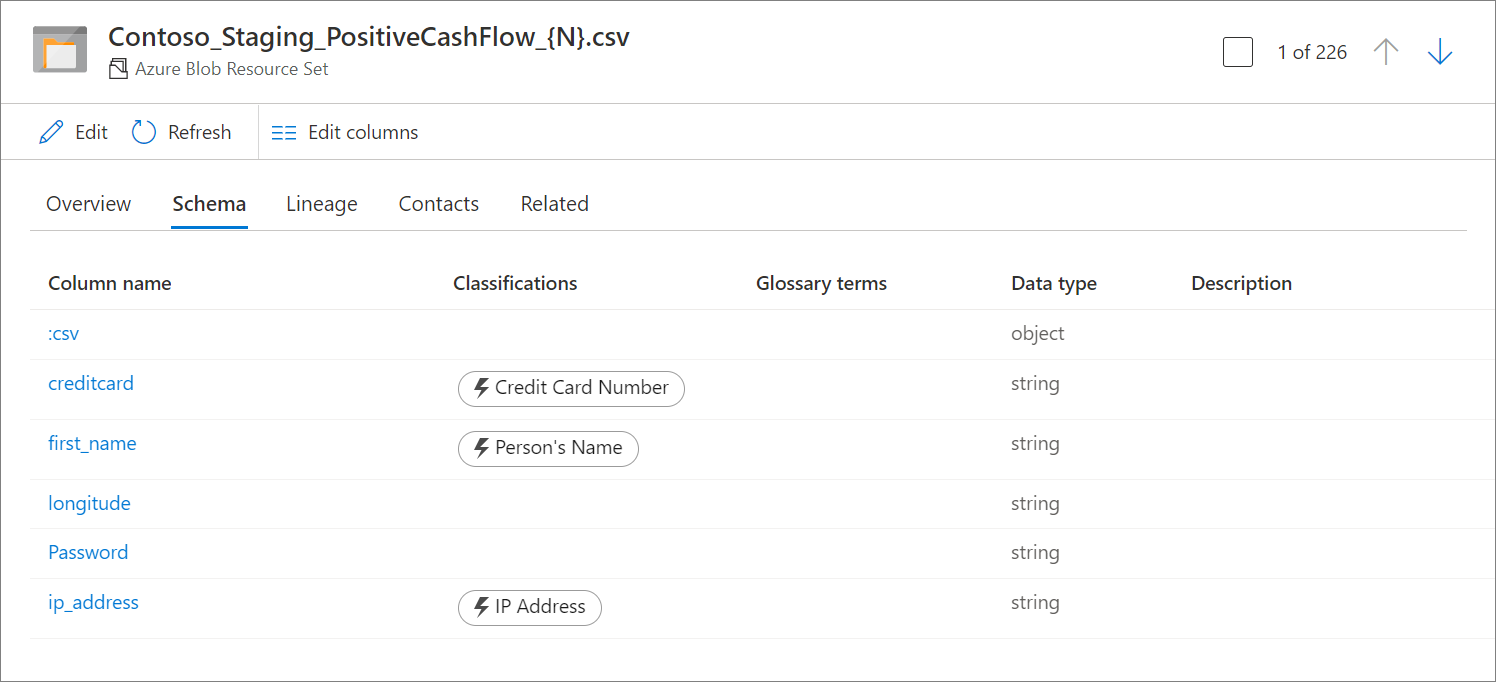 Contoso_Staging_PositiveCashFlow_{N}.csv
Azure Blob Resource Set
1 of 226
Edit Refresh Edit columns
Overview Schema Lineage Contacts Related
Column name Classifications Glossary terms Data type Description
:csv object
creditcard Credit Card Number string
first_name Person's Name string
longitude string
Password string
ip_address IP Address string